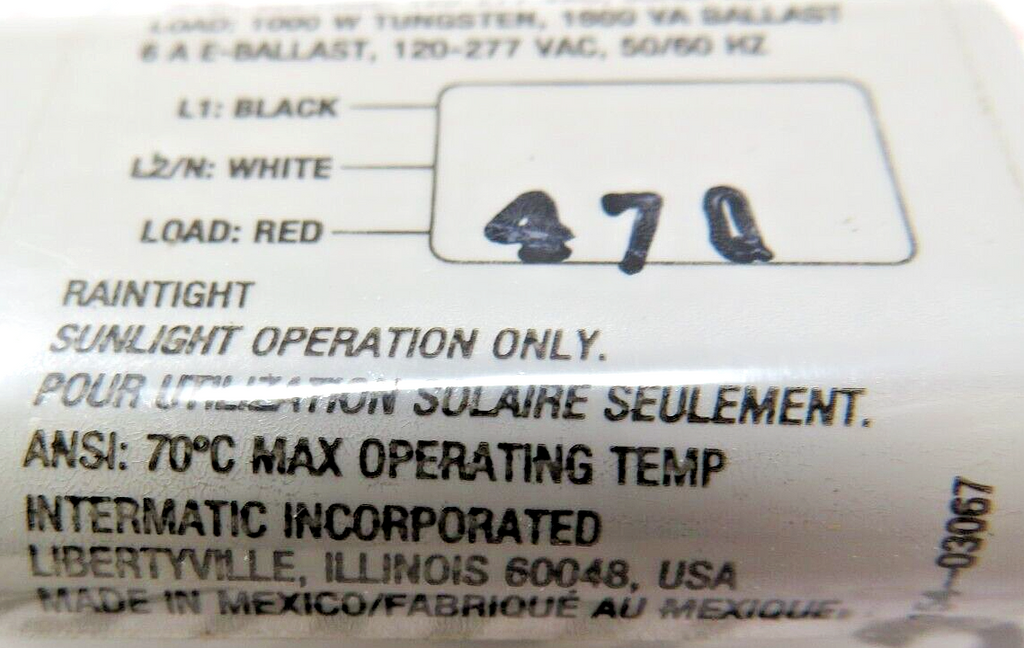 LOAD: 1000 W TUNGSTEN, 1800 VA BALLAST
6 A E-BALLAST, 120-277 VAC, 50/60 HZ
L1: BLACK
L2/N: WHITE
LOAD: RED
470
RAINTIGHT
SUNLIGHT OPERATION ONLY.
POUR UTILIZATION SOLAIRE SEULEMENT.
ANSI: 70°C MAX OPERATING TEMP
INTERMATIC INCORPORATED
LIBERTYVILLE, ILLINOIS 60048, USA
MADE IN MEXICO/FABRIQUÉ AU MEXIQUE.